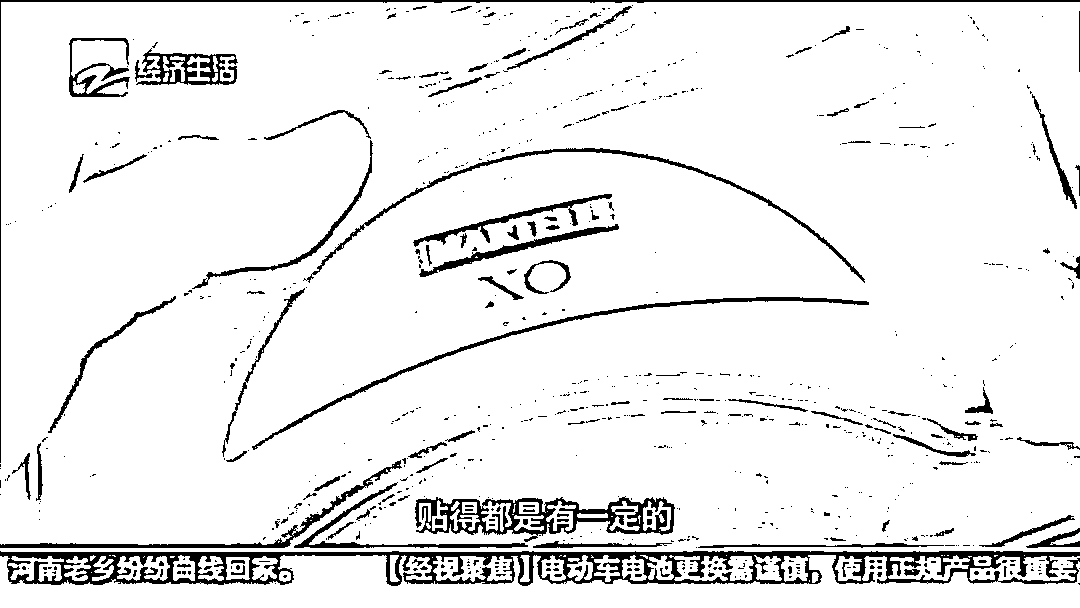 经济生活
MARTELL
XO
贴得都是有一定的
河南老乡纷纷曲线回家。 【经视聚焦】电动车电池更换需谨慎，使用正规产品很重要